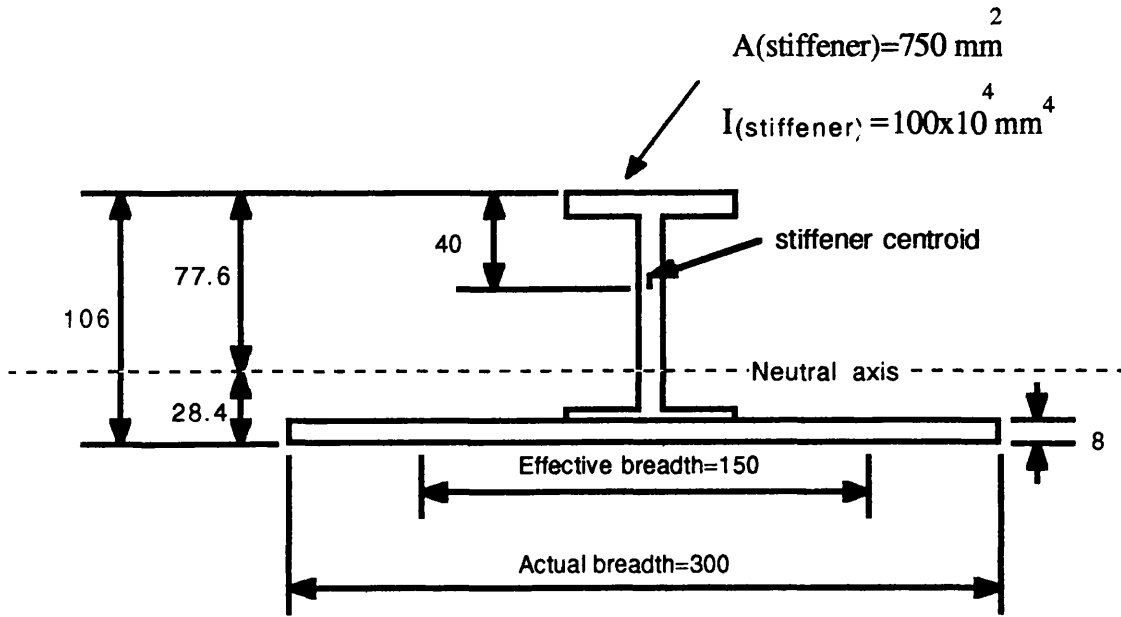 A(stiffener)=750 mm²
I(stiffener)=100x10⁴ mm⁴
40
stiffener centroid
77.6
106
Neutral axis
28.4
8
Effective breadth=150
Actual breadth=300